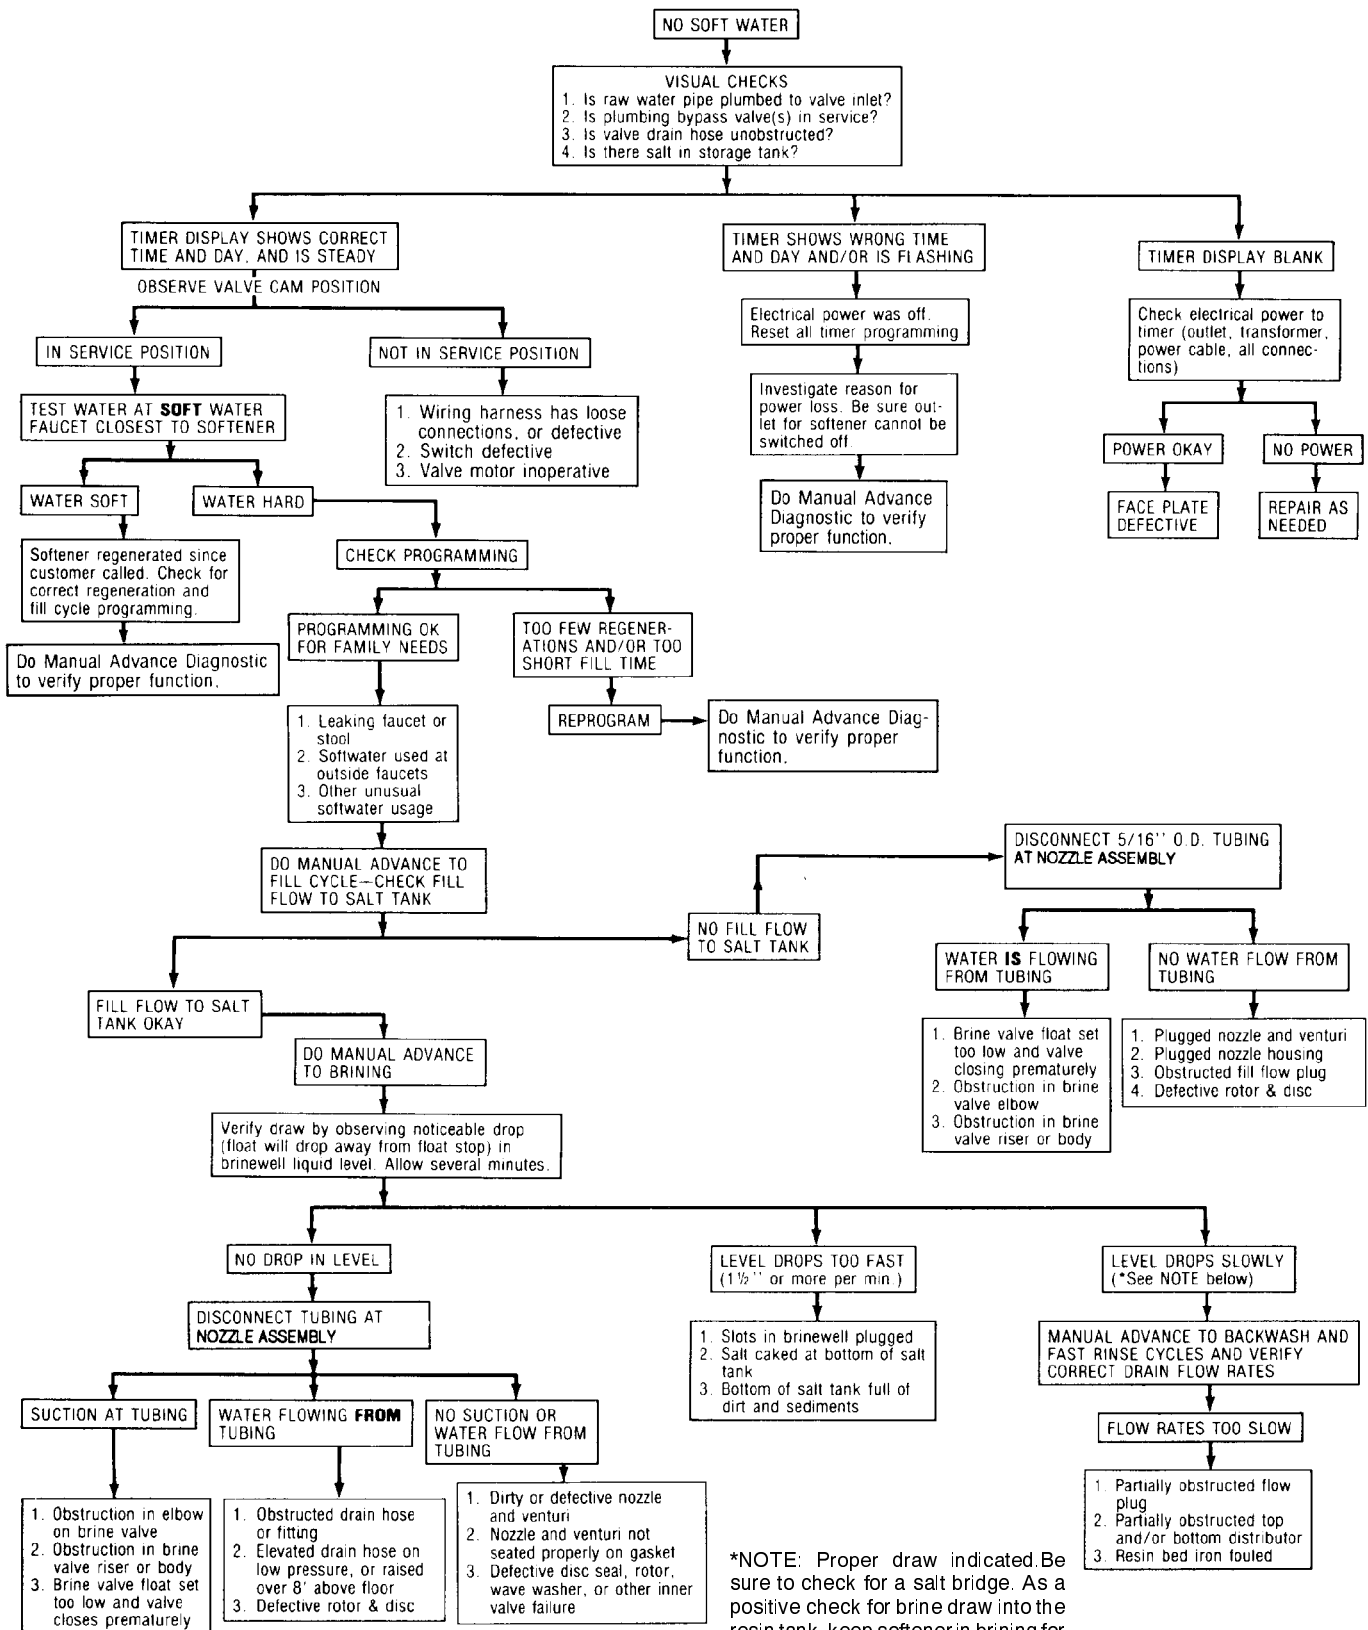 NO SOFT WATER
VISUAL CHECKS
1. Is raw water pipe plumbed to valve inlet?
2. Is plumbing bypass valve(s) in service?
3. Is valve drain hose unobstructed?
4. Is there salt in storage tank?
TIMER DISPLAY SHOWS CORRECT
TIME AND DAY, AND IS STEADY
OBSERVE VALVE CAM POSITION
TIMER SHOWS WRONG TIME
AND DAY AND/OR IS FLASHING
TIMER DISPLAY BLANK
Electrical power was off.
Reset all timer programming
Check electrical power to
timer (outlet, transformer,
power cable, all connec-
tions)
IN SERVICE POSITION
NOT IN SERVICE POSITION
Investigate reason for
power loss. Be sure out-
let for softener cannot be
switched off.
TEST WATER AT SOFT WATER
FAUCET CLOSEST TO SOFTENER
1. Wiring harness has loose
connections, or defective
2. Switch defective
3. Valve motor inoperative
POWER OKAY
NO POWER
WATER SOFT
WATER HARD
Do Manual Advance
Diagnostic to verify
proper function.
FACE PLATE
DEFECTIVE
REPAIR AS
NEEDED
Softener regenerated since
customer called. Check for
correct regeneration and
fill cycle programming.
CHECK PROGRAMMING
PROGRAMMING OK
FOR FAMILY NEEDS
TOO FEW REGENER-
ATIONS AND/OR TOO
SHORT FILL TIME
Do Manual Advance Diagnostic
to verify proper function.
1. Leaking faucet or
stool
2. Softwater used at
outside faucets
3. Other unusual
softwater usage
REPROGRAM
Do Manual Advance Diag-
nostic to verify proper
function.
DO MANUAL ADVANCE TO
FILL CYCLE—CHECK FILL
FLOW TO SALT TANK
DISCONNECT 5/16'' O.D. TUBING
AT NOZZLE ASSEMBLY
NO FILL FLOW
TO SALT TANK
WATER IS FLOWING
FROM TUBING
NO WATER FLOW FROM
TUBING
FILL FLOW TO SALT
TANK OKAY
1. Brine valve float set
too low and valve
closing prematurely
2. Obstruction in brine
valve elbow
3. Obstruction in brine
valve riser or body
1. Plugged nozzle and venturi
2. Plugged nozzle housing
3. Obstructed fill flow plug
4. Defective rotor & disc
DO MANUAL ADVANCE
TO BRINING
Verify draw by observing noticeable drop
(float will drop away from float stop) in
brinewell liquid level. Allow several minutes.
NO DROP IN LEVEL
LEVEL DROPS TOO FAST
(1½'' or more per min.)
LEVEL DROPS SLOWLY
(*See NOTE below)
DISCONNECT TUBING AT
NOZZLE ASSEMBLY
1. Slots in brinewell plugged
2. Salt caked at bottom of salt
tank
3. Bottom of salt tank full of
dirt and sediments
MANUAL ADVANCE TO BACKWASH AND
FAST RINSE CYCLES AND VERIFY
CORRECT DRAIN FLOW RATES
SUCTION AT TUBING
WATER FLOWING FROM
TUBING
NO SUCTION OR
WATER FLOW FROM
TUBING
FLOW RATES TOO SLOW
1. Obstruction in elbow
on brine valve
2. Obstruction in brine
valve riser or body
3. Brine valve float set
too low and valve
closes prematurely
1. Obstructed drain hose
or fitting
2. Elevated drain hose on
low pressure, or raised
over 8' above floor
3. Defective rotor & disc
1. Dirty or defective nozzle
and venturi
2. Nozzle and venturi not
seated properly on gasket
3. Defective disc seal, rotor,
wave washer, or other inner
valve failure
1. Partially obstructed flow
plug
2. Partially obstructed top
and/or bottom distributor
3. Resin bed iron fouled
*NOTE: Proper draw indicated. Be
sure to check for a salt bridge. As a
positive check for brine draw into the
resin tank, keep softener in brining for